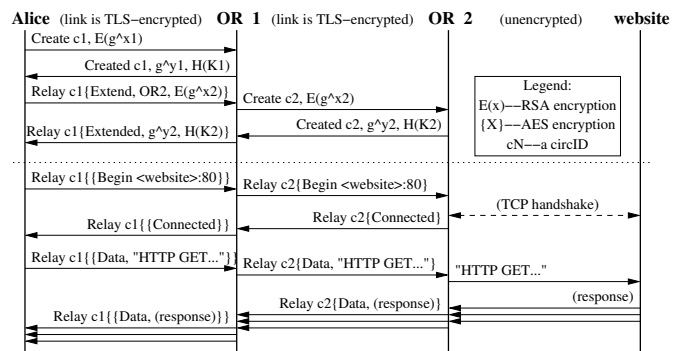 Alice (link is TLS−encrypted) OR 1 (link is TLS−encrypted) OR 2 (unencrypted) website
Create c1, E(g^x1)
Created c1, g^y1, H(K1)
Relay c1{Extend, OR2, E(g^x2)}
Create c2, E(g^x2)
Created c2, g^y2, H(K2)
Relay c1{Extended, g^y2, H(K2)}
Legend:
E(x)−−RSA encryption
{X}−−AES encryption
cN−−a circID
Relay c1{{Begin <website>:80}}
Relay c2{Begin <website>:80}
(TCP handshake)
Relay c2{Connected}
Relay c1{{Connected}}
Relay c1{{Data, "HTTP GET..."}}
Relay c2{Data, "HTTP GET..."}
"HTTP GET..."
(response)
Relay c2{Data, (response)}
Relay c1{{Data, (response)}}